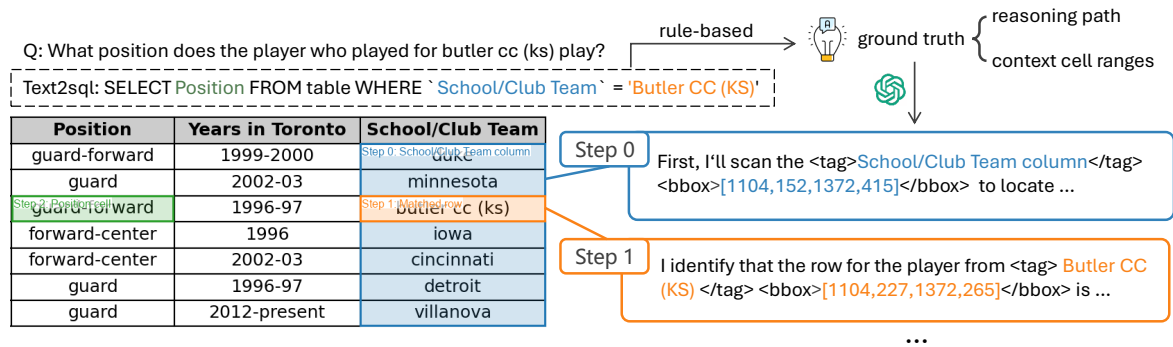 Q: What position does the player who played for butler cc (ks) play?
Text2sql: SELECT Position FROM table WHERE `School/Club Team` = 'Butler CC (KS)'
rule-based
A
ground truth
reasoning path
context cell ranges
Position Years in Toronto School/Club Team
guard-forward 1999-2000 duke
Step 0: School/Club Team column
guard 2002-03 minnesota
guard-forward 1996-97 butler cc (ks)
Step 2: Position cell
Step 1: Matched row
forward-center 1996 iowa
forward-center 2002-03 cincinnati
guard 1996-97 detroit
guard 2012-present villanova
Step 0
First, I'll scan the <tag>School/Club Team column</tag>
<bbox>[1104,152,1372,415]</bbox> to locate ...
Step 1
I identify that the row for the player from <tag> Butler CC
(KS) </tag> <bbox>[1104,227,1372,265]</bbox> is ...
...